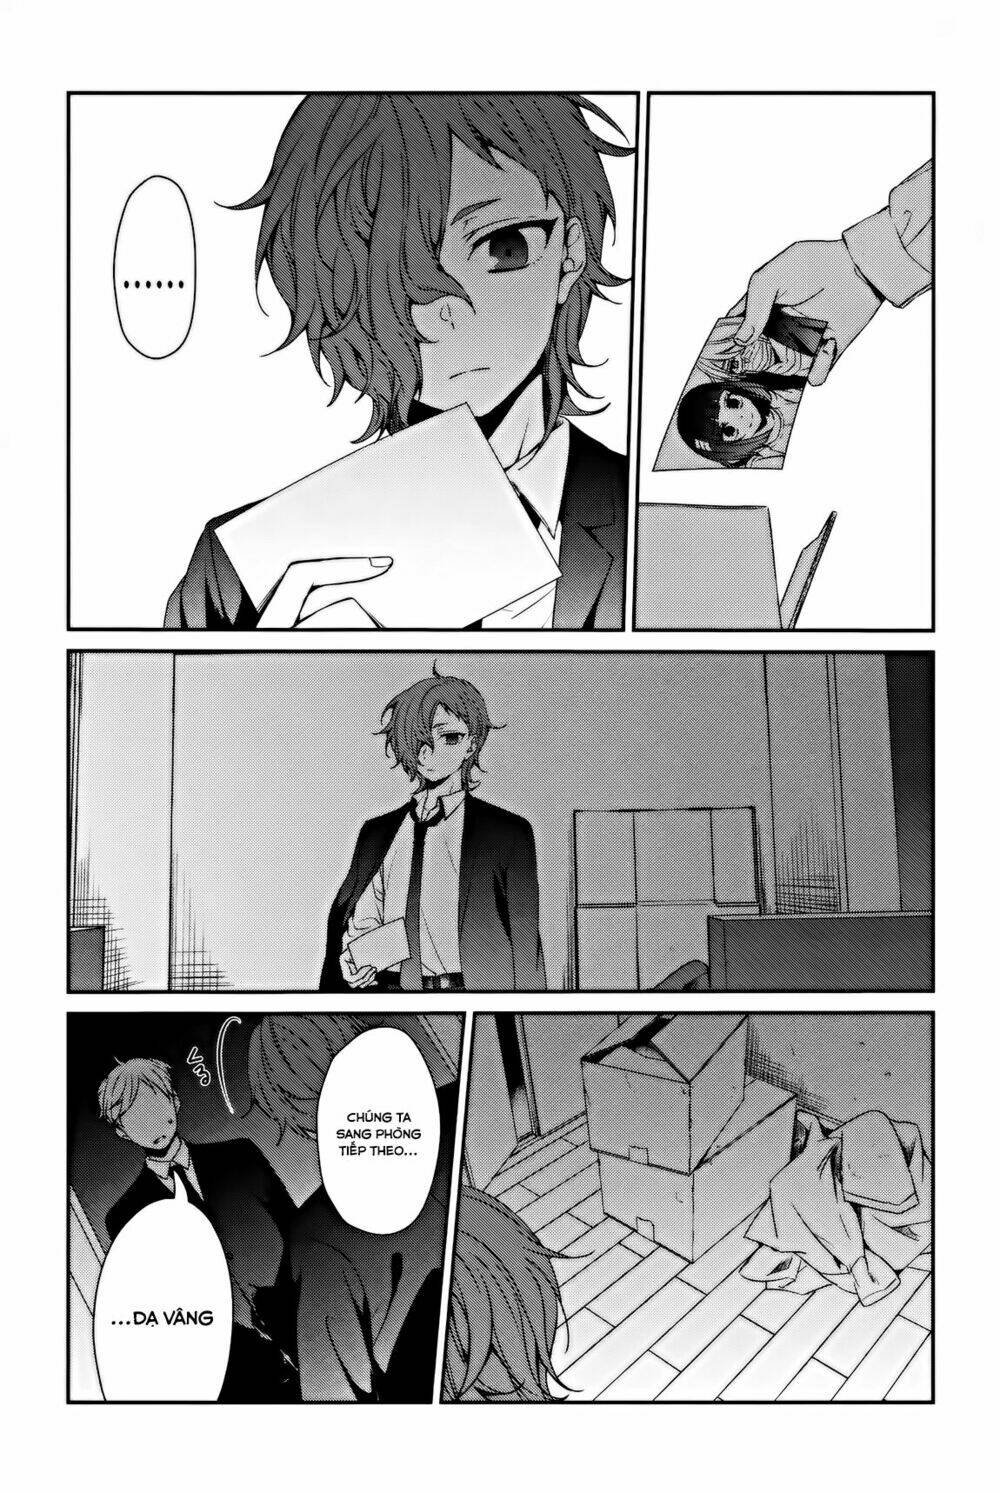 ......
CHÚNG TA
SANG PHÒNG
TIẾP THEO...
...DẠ VÂNG